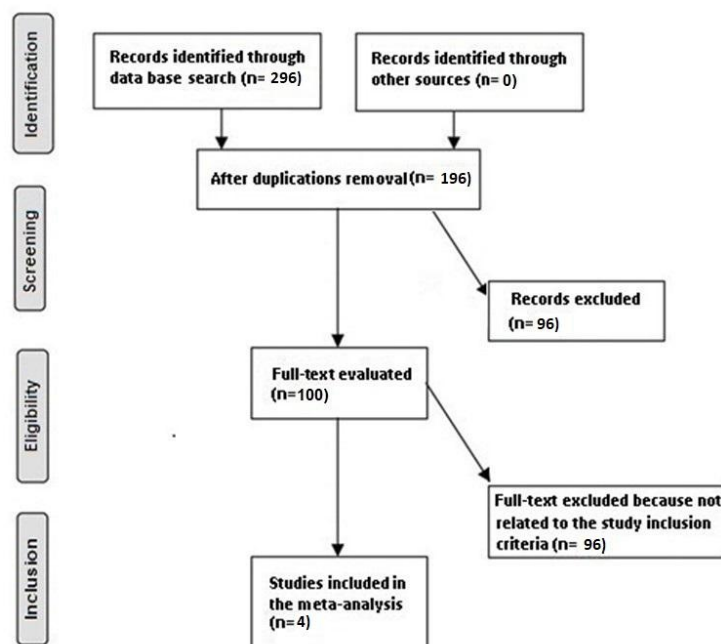 Identification
Records identified through
data base search (n= 296)
Records identified through
other sources (n= 0)
After duplications removal (n= 196)
Screening
Records excluded
(n= 96)
Eligibility
Full-text evaluated
(n=100)
Full-text excluded because not
related to the study inclusion
criteria (n= 96)
Inclusion
Studies included in
the meta-analysis
(n=4)